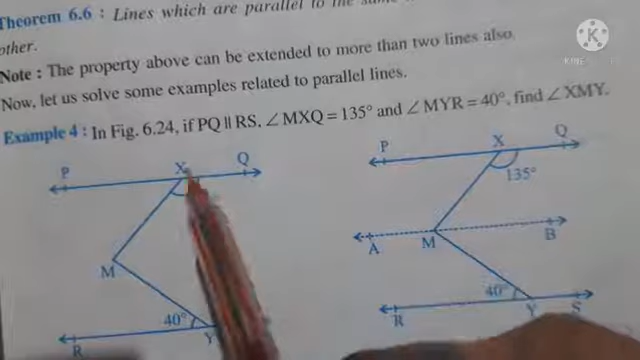 Theorem 6.6 : Lines which are parallel to the same
other.
Note : The property above can be extended to more than two lines also.
Now, let us solve some examples related to parallel lines.
Example 4 : In Fig. 6.24, if PQ || RS, ∠ MXQ = 135° and ∠ MYR = 40°, find ∠ XMY.
P X Q
M
40°
R Y
P X Q
135°
A M B
40°
R Y S